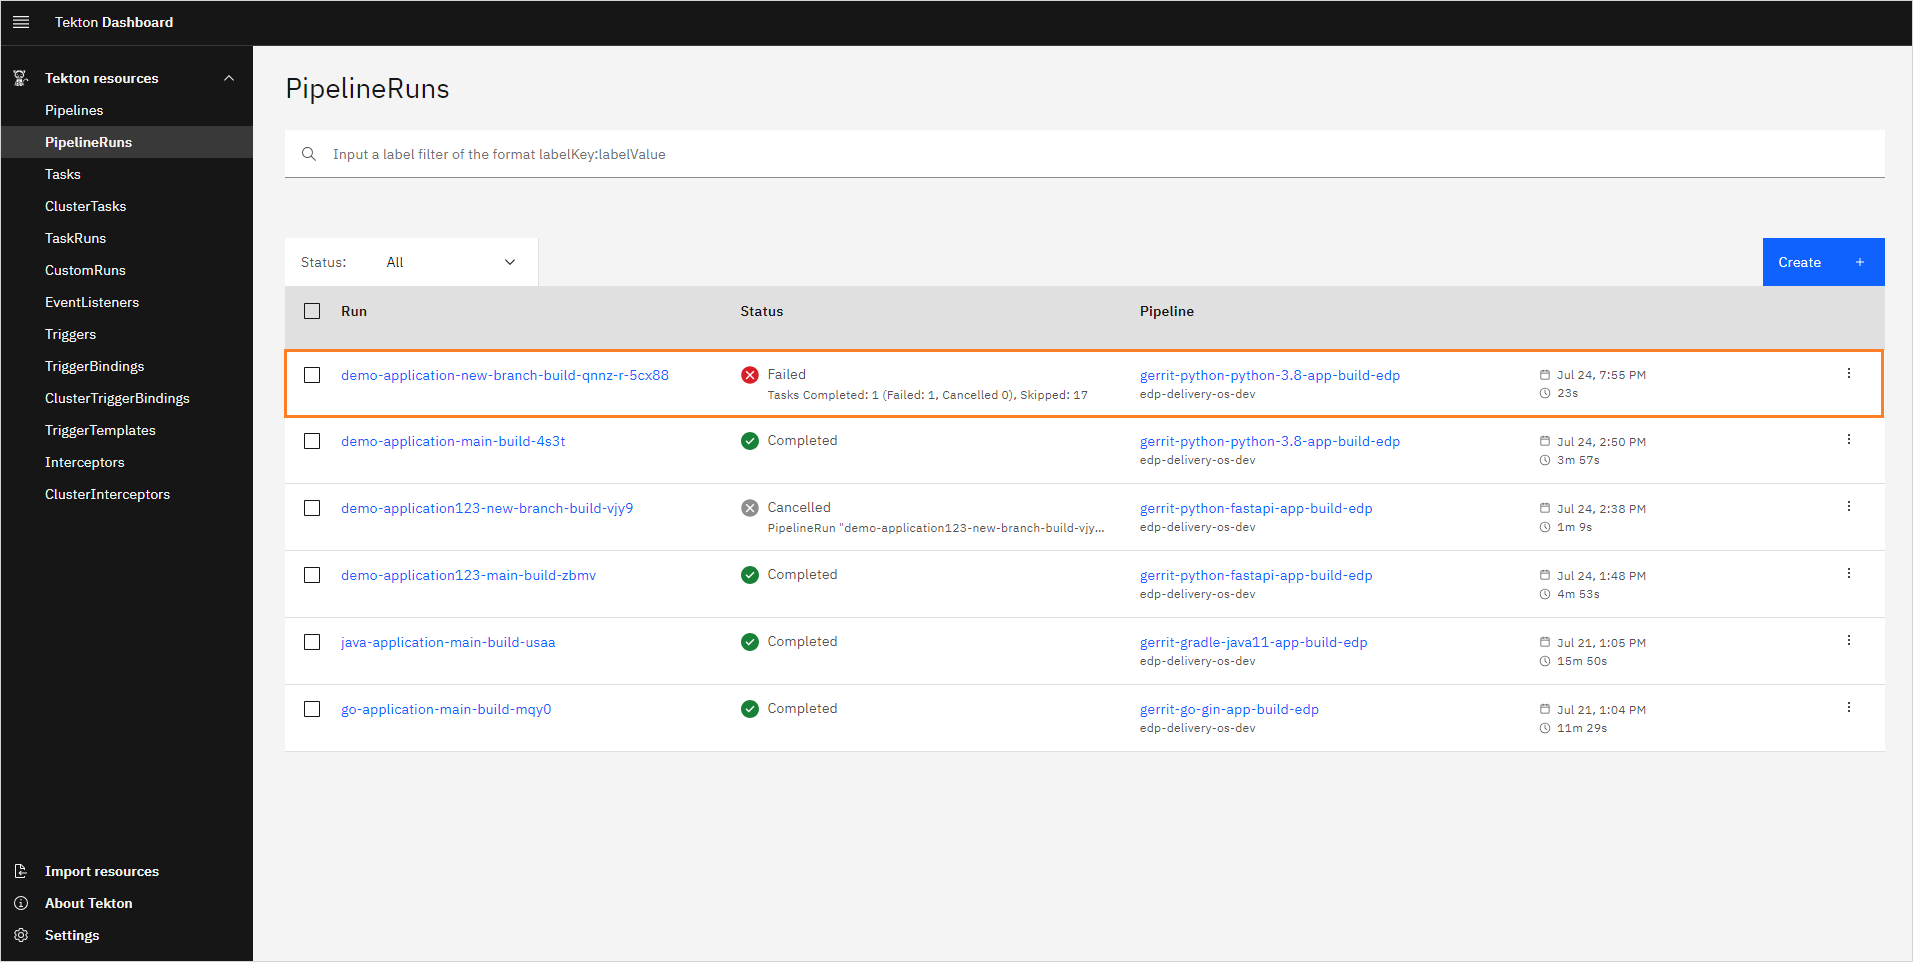 Tekton Dashboard
Tekton resources
Pipelines
PipelineRuns
Tasks
ClusterTasks
TaskRuns
CustomRuns
EventListeners
Triggers
TriggerBindings
ClusterTriggerBindings
TriggerTemplates
Interceptors
ClusterInterceptors
Import resources
About Tekton
Settings
PipelineRuns
Input a label filter of the format labelKey:labelValue
Status: All
Create +
Run Status Pipeline
demo-application-new-branch-build-qnnz-r-5cx88 Failed gerrit-python-python-3.8-app-build-edp Jul 24, 7:55 PM
Tasks Completed: 1 (Failed: 1, Cancelled 0), Skipped: 17 edp-delivery-os-dev 23s
demo-application-main-build-4s3t Completed gerrit-python-python-3.8-app-build-edp Jul 24, 2:50 PM
edp-delivery-os-dev 3m 57s
demo-application123-new-branch-build-vjy9 Cancelled gerrit-python-fastapi-app-build-edp Jul 24, 2:38 PM
PipelineRun "demo-application123-new-branch-build-vjy... edp-delivery-os-dev 1m 9s
demo-application123-main-build-zbmv Completed gerrit-python-fastapi-app-build-edp Jul 24, 1:48 PM
edp-delivery-os-dev 4m 53s
java-application-main-build-usaa Completed gerrit-gradle-java11-app-build-edp Jul 21, 1:05 PM
edp-delivery-os-dev 15m 50s
go-application-main-build-mqy0 Completed gerrit-go-gin-app-build-edp Jul 21, 1:04 PM
edp-delivery-os-dev 11m 29s